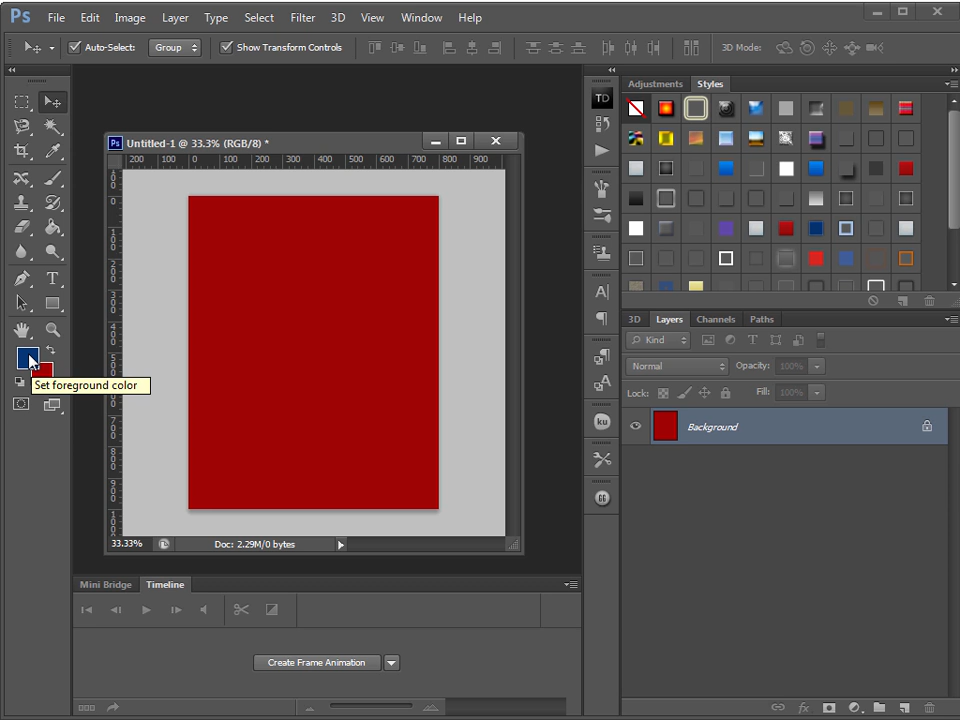 Ps File Edit Image Layer Type Select Filter 3D View Window Help
Auto-Select: Group Show Transform Controls 3D Mode:
Adjustments Styles
TD
Untitled-1 @ 33.3% (RGB/8) *
200 100 0 100 200 300 400 500 600 700 800 900
Set foreground color
33.33% Doc: 2.29M/0 bytes
3D Layers Channels Paths
Kind
Normal Opacity: 100%
Lock: Fill: 100%
Background
ku
Mini Bridge Timeline
Create Frame Animation